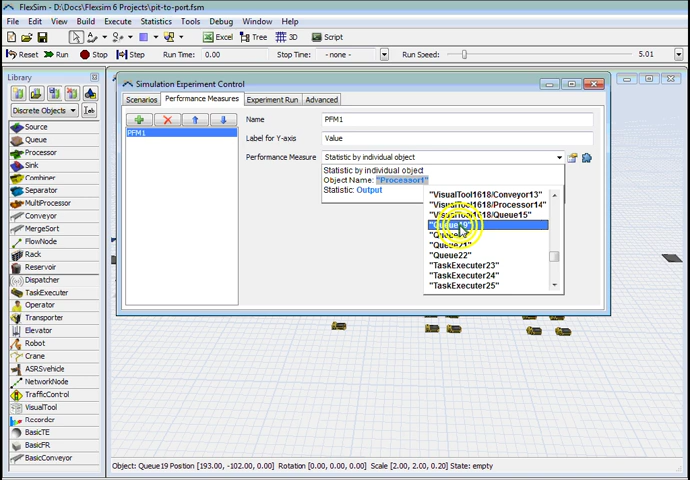 FlexSim - D:\Docs\Flexsim 6 Projects\pit-to-port.fsm
File Edit View Build Execute Statistics Tools Debug Window Help
Excel Tree 3D Script
Reset Run Stop Step Run Time: 0.00 Stop Time: - none - Run Speed: 5.01
Library
Discrete Objects
Source
Queue
Processor
Sink
Combiner
Separator
MultiProcessor
Conveyor
MergeSort
FlowNode
Rack
Reservoir
Dispatcher
TaskExecuter
Operator
Transporter
Elevator
Robot
Crane
ASRSvehicle
NetworkNode
TrafficControl
VisualTool
Recorder
BasicTE
BasicFR
BasicConveyor
Simulation Experiment Control
Scenarios Performance Measures Experiment Run Advanced
PFM1
Name PFM1
Label for Y-axis Value
Performance Measure Statistic by individual object
Statistic by individual object
Object Name: "Processor1"
Statistic: Output
"VisualTool1618/Conveyor13"
"VisualTool1618/Processor14"
"VisualTool1618/Queue15"
"Queue19"
"Queue21"
"Queue22"
"TaskExecuter23"
"TaskExecuter24"
"TaskExecuter25"
Object: Queue19 Position [193.00, -102.00, 0.00] Rotation [0.00, 0.00, 0.00] Scale [2.00, 2.00, 0.20] State: empty